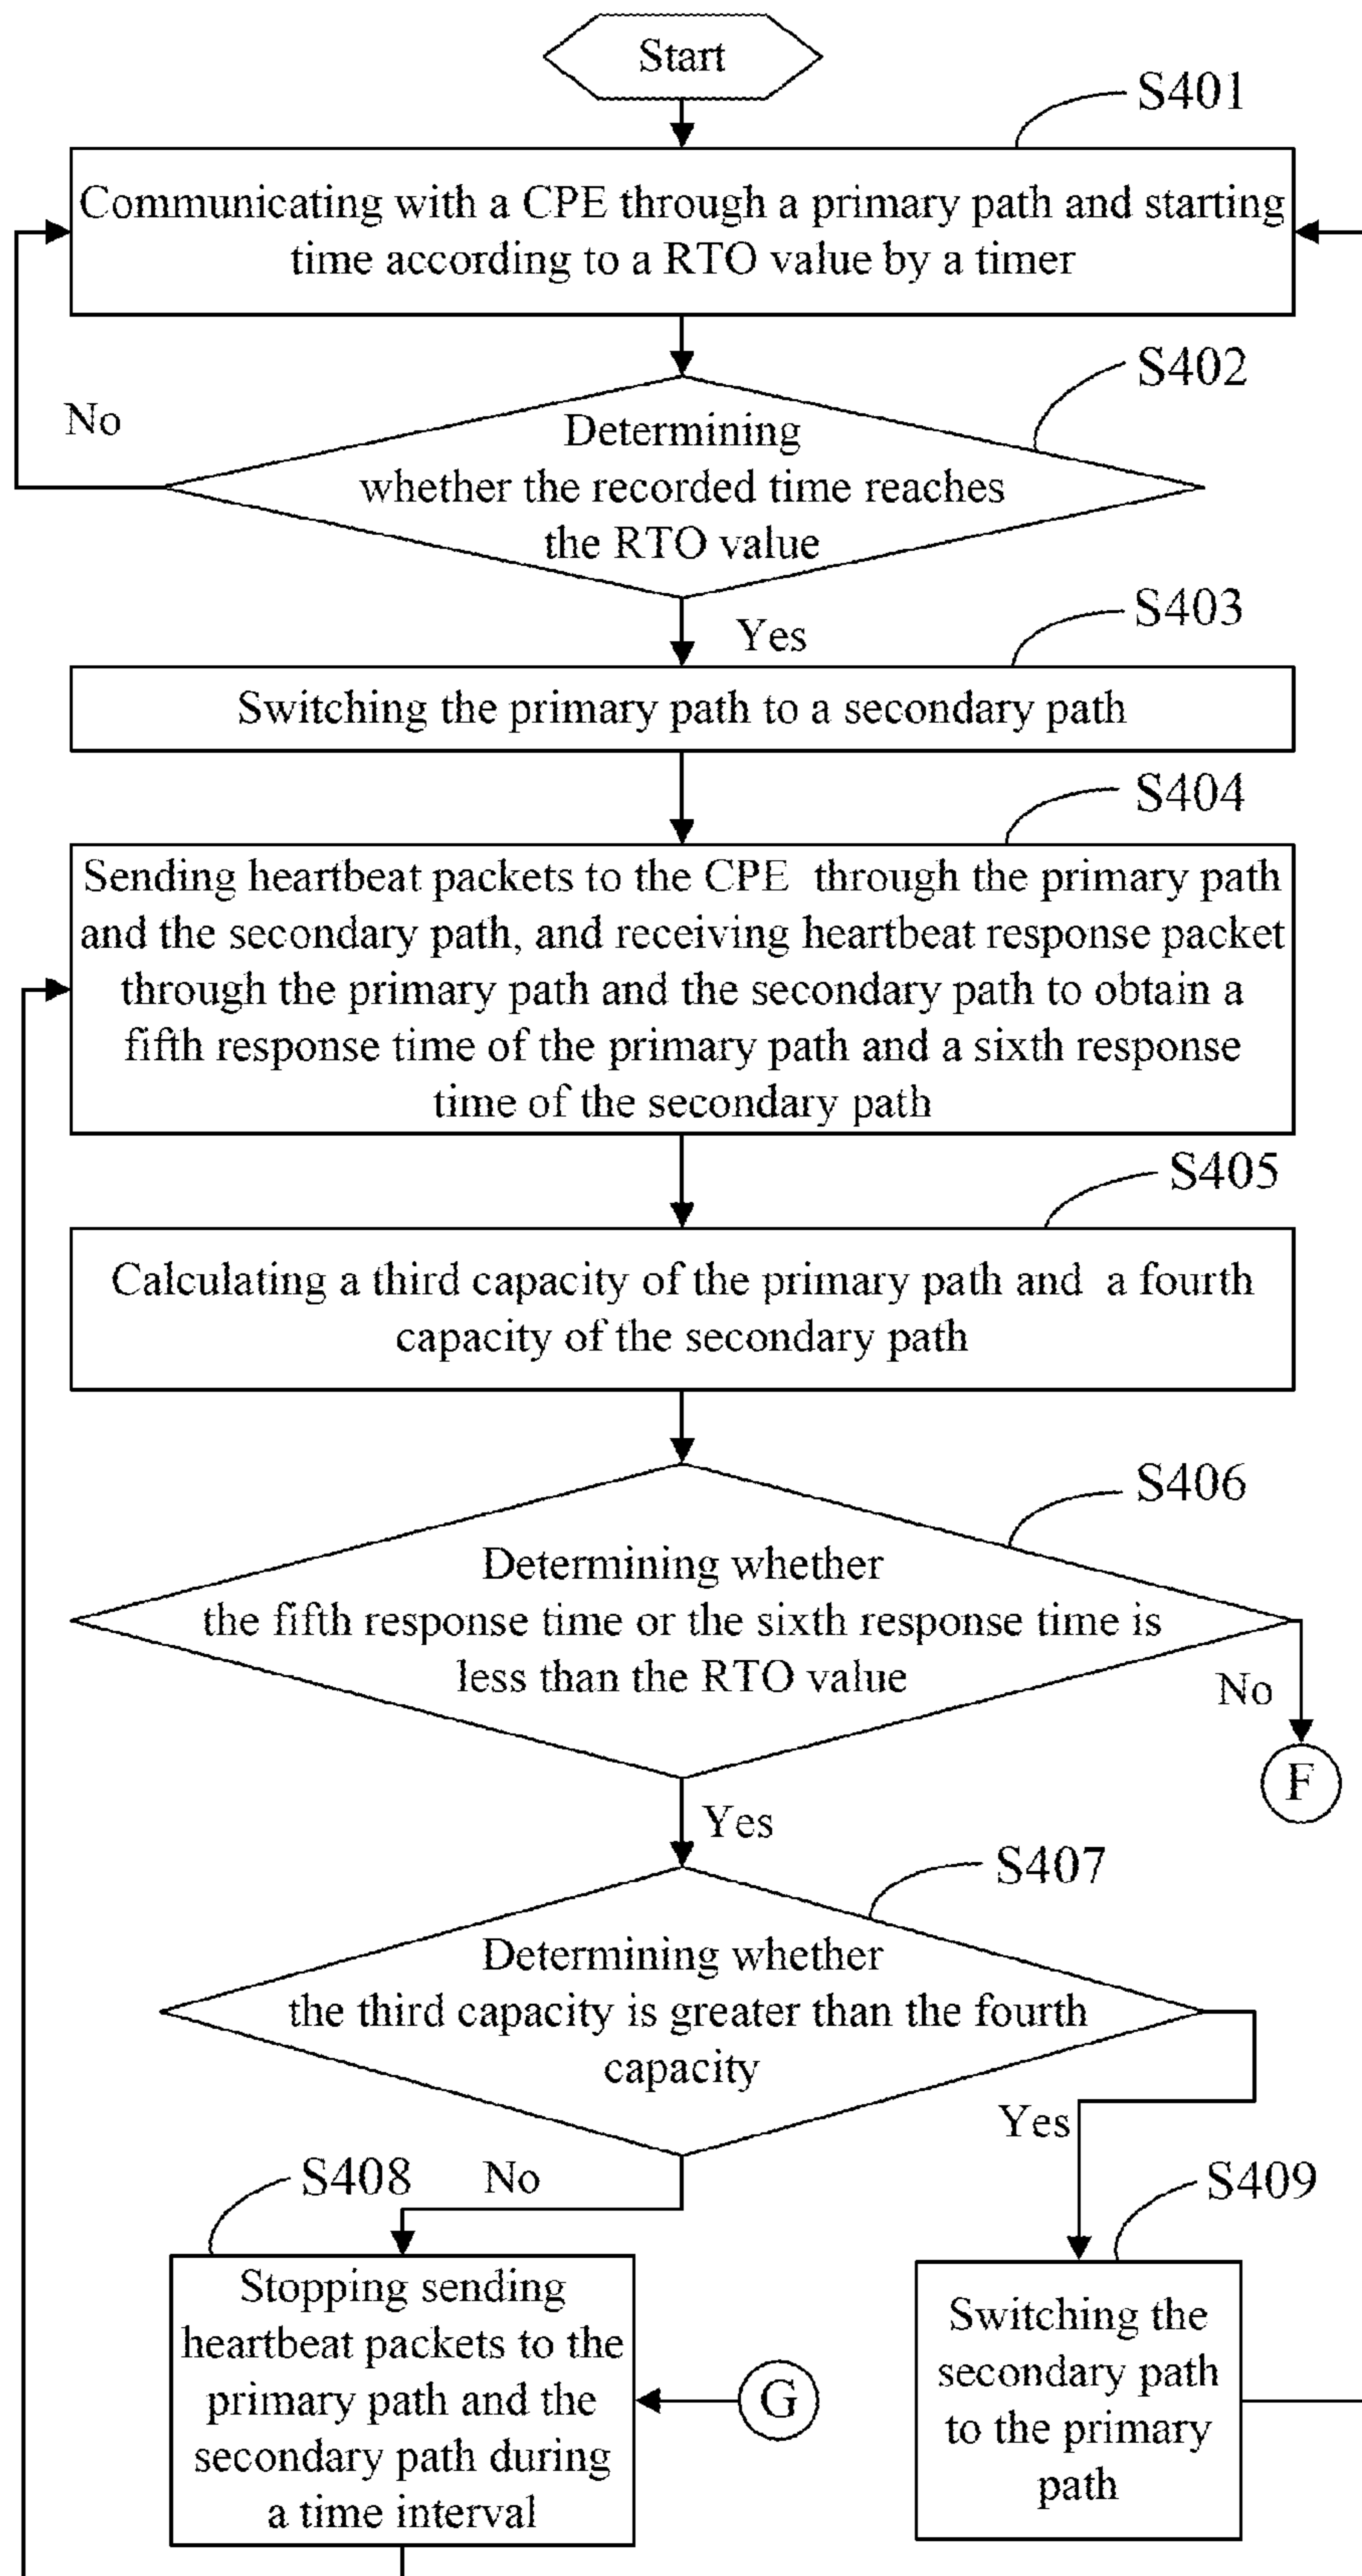 Start
S401
Communicating with a CPE through a primary path and starting
time according to a RTO value by a timer
S402
No
Determining
whether the recorded time reaches
the RTO value
Yes
S403
Switching the primary path to a secondary path
S404
Sending heartbeat packets to the CPE through the primary path
and the secondary path, and receiving heartbeat response packet
through the primary path and the secondary path to obtain a
fifth response time of the primary path and a sixth response
time of the secondary path
S405
Calculating a third capacity of the primary path and a fourth
capacity of the secondary path
S406
Determining whether
the fifth response time or the sixth response time is
less than the RTO value
No
F
Yes
S407
Determining whether
the third capacity is greater than the fourth
capacity
Yes
S408
No
S409
Stopping sending
heartbeat packets to the
primary path and the
secondary path during
a time interval
G
Switching the
secondary path
to the primary
path